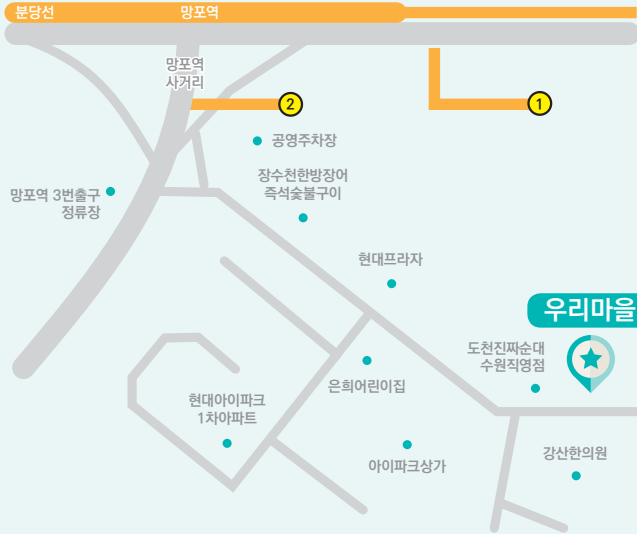 분당선
망포역
망포역
사거리
2
1
공영주차장
장수천한방장어
즉석숯불구이
망포역 3번출구
정류장
현대프라자
우리마을
도천진짜순대
수원직영점
은희어린이집
현대아이파크
1차아파트
아이파크상가
강산한의원